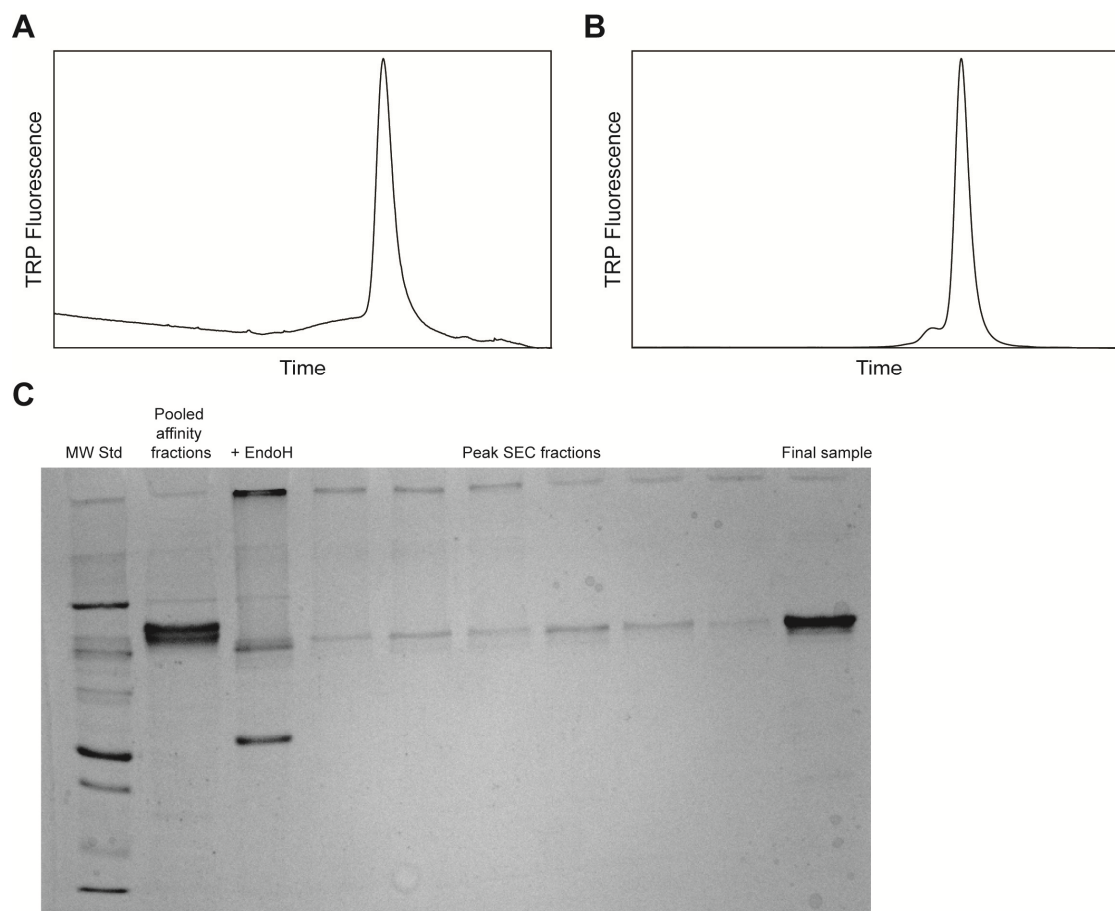 A
B
TRP Fluorescence
Time
TRP Fluorescence
Time
C
MW Std
Pooled
affinity
fractions
+ EndoH
Peak SEC fractions
Final sample